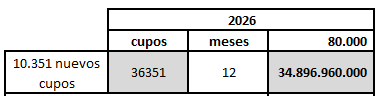 2026
cupos meses 80.000
10.351 nuevos
cupos 36351 12 34.896.960.000